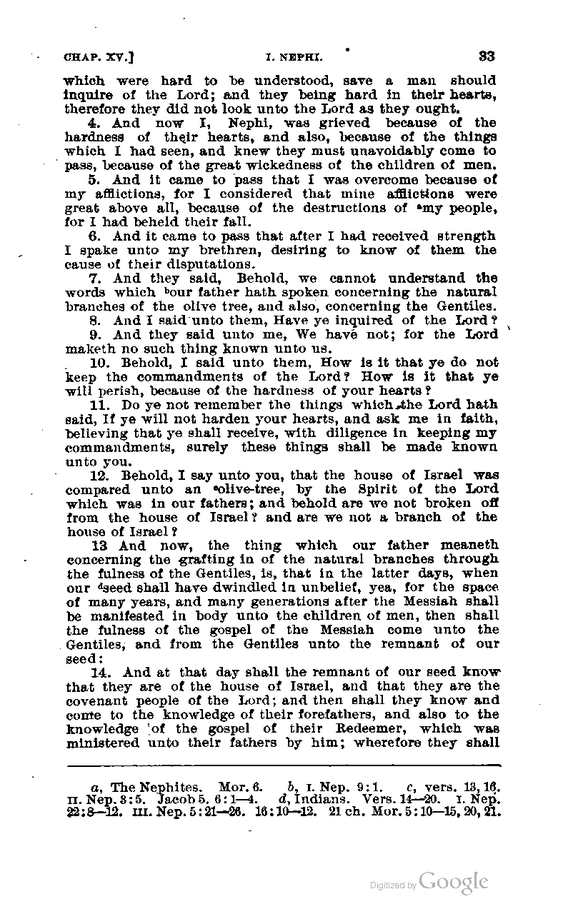 CHAP. XV.] I. NEPHI. 33
which were hard to be understood, save a man should
inquire of the Lord; and they being hard in their hearts,
therefore they did not look unto the Lord as they ought.
4. And now I, Nephi, was grieved because of the
hardness of their hearts, and also, because of the things
which I had seen, and knew they must unavoidably come to
pass, because of the great wickedness of the children of men.
5. And it came to pass that I was overcome because of
my afflictions, for I considered that mine afflictions were
great above all, because of the destructions of ᵃmy people,
for I had beheld their fall.
6. And it came to pass that after I had received strength
I spake unto my brethren, desiring to know of them the
cause of their disputations.
7. And they said, Behold, we cannot understand the
words which ᵇour father hath spoken concerning the natural
branches of the olive tree, and also, concerning the Gentiles.
8. And I said unto them, Have ye inquired of the Lord?
9. And they said unto me, We have not; for the Lord
maketh no such thing known unto us.
10. Behold, I said unto them, How is it that ye do not
keep the commandments of the Lord? How is it that ye
will perish, because of the hardness of your hearts?
11. Do ye not remember the things which the Lord hath
said, If ye will not harden your hearts, and ask me in faith,
believing that ye shall receive, with diligence in keeping my
commandments, surely these things shall be made known
unto you.
12. Behold, I say unto you, that the house of Israel was
compared unto an ᶜolive-tree, by the Spirit of the Lord
which was in our fathers; and behold are we not broken off
from the house of Israel? and are we not a branch of the
house of Israel?
13 And now, the thing which our father meaneth
concerning the grafting in of the natural branches through
the fulness of the Gentiles, is, that in the latter days, when
our ᵈseed shall have dwindled in unbelief, yea, for the space
of many years, and many generations after the Messiah shall
be manifested in body unto the children of men, then shall
the fulness of the gospel of the Messiah come unto the
Gentiles, and from the Gentiles unto the remnant of our
seed:
14. And at that day shall the remnant of our seed know
that they are of the house of Israel, and that they are the
covenant people of the Lord; and then shall they know and
come to the knowledge of their forefathers, and also to the
knowledge of the gospel of their Redeemer, which was
ministered unto their fathers by him; wherefore they shall
a, The Nephites. Mor. 6. b, I. Nep. 9:1. c, vers. 13, 16.
II. Nep. 3:5. Jacob 5. 6:1—4. d, Indians. Vers. 14—20. I. Nep.
22:8—12. III. Nep. 5:21—26. 16:10—12. 21 ch. Mor. 5:10—15, 20, 21.
Digitized by Google